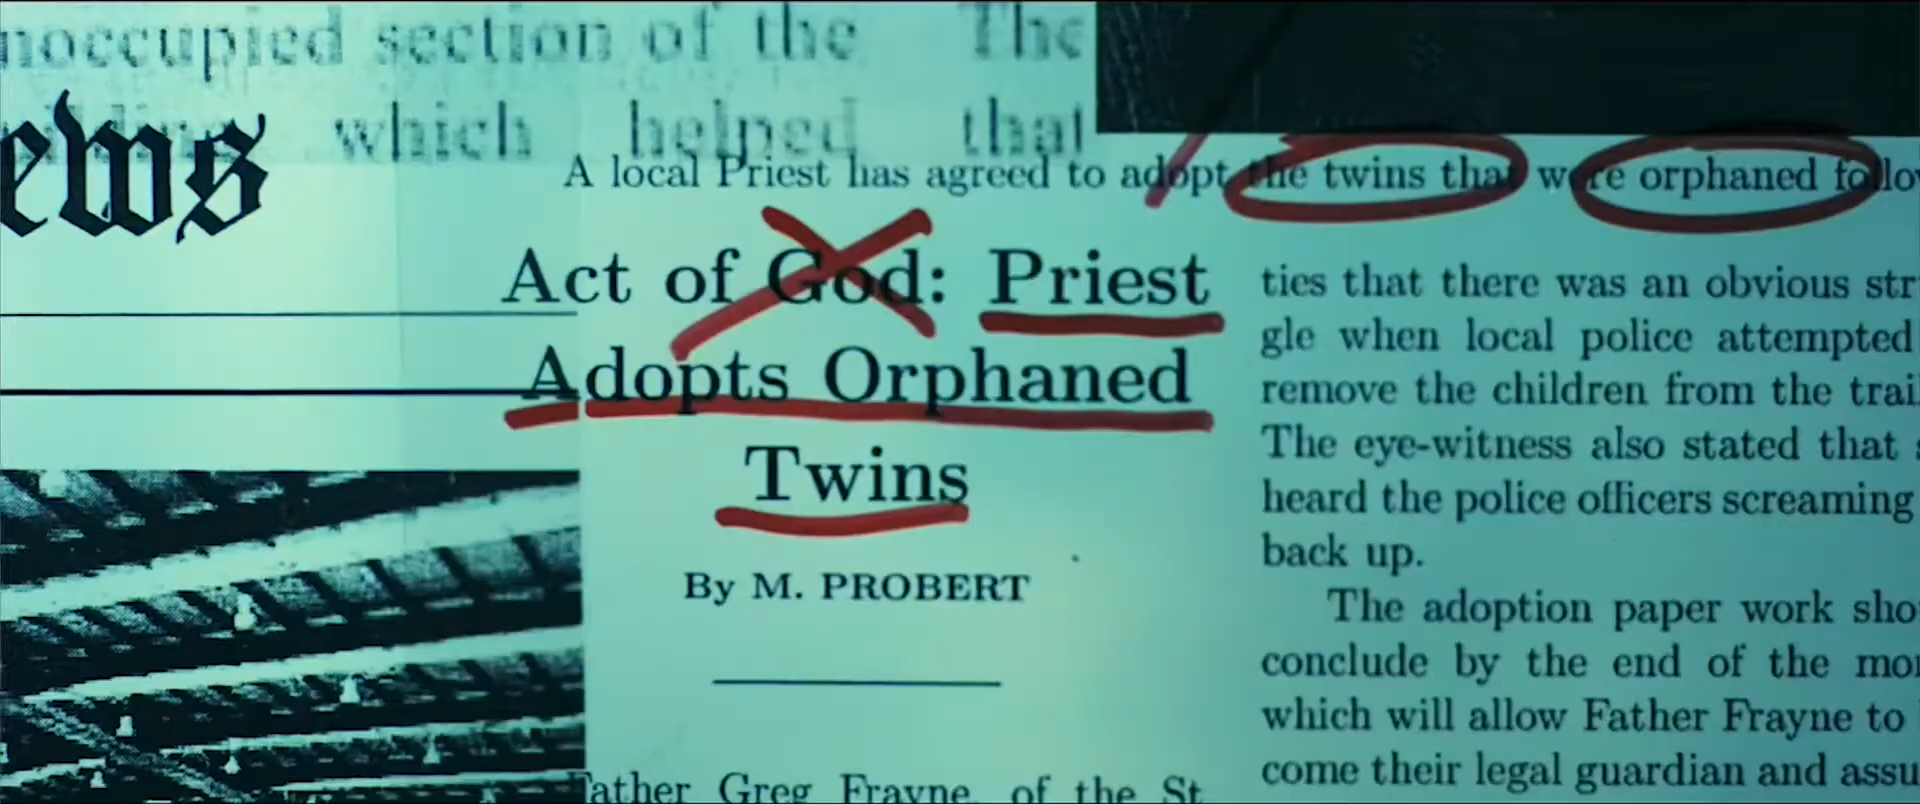 section of the The
which helped that
A local Priest has agreed to adopt the twins that were orphaned
Act of God: Priest
Adopts Orphaned
Twins
By M. PROBERT
Father Greg Frayne, of the St
ties that there was an obvious str
gle when local police attempted
remove the children from the trail
The eye-witness also stated that
heard the police officers screaming
back up.
The adoption paper work sho
conclude by the end of the mo
which will allow Father Frayne to
come their legal guardian and assu